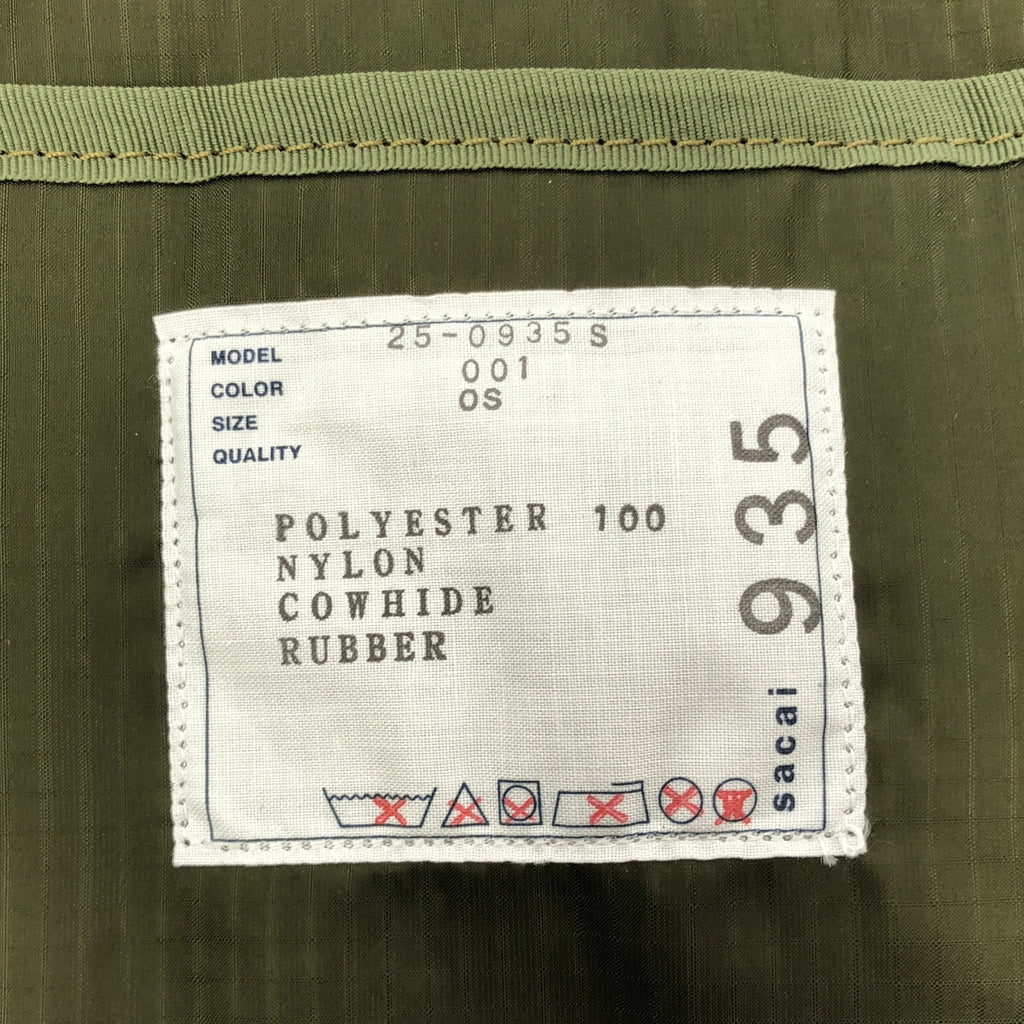 MODEL 25-0935 S
COLOR 001
SIZE OS
QUALITY
POLYESTER 100
NYLON
COWHIDE
RUBBER
935
sacai
W